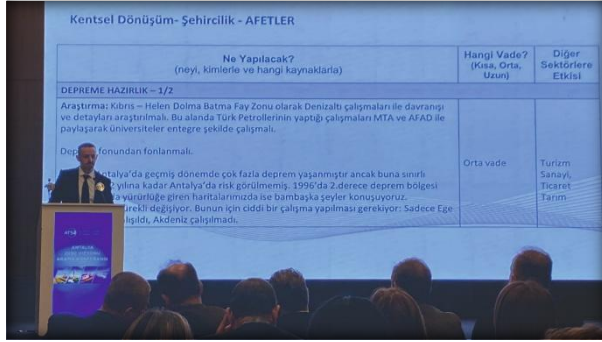 Kentsel Dönüşüm- Şehircilik - AFETLER
Ne Yapılacak?
(neyi, kimlerle ve hangi kaynaklarla)
Hangi Vade?
(Kısa, Orta,
Uzun)
Diğer
Sektörlere
Etkisi
DEPREME HAZIRLIK – 1/2
Araştırma: Kıbrıs – Helen Dolma Batma Fay Zonu olarak Denizaltı çalışmaları ile davranışı
ve detayları araştırılmalı. Bu alanda Türk Petrollerinin yaptığı çalışmaları MTA ve AFAD ile
paylaşarak üniversiteler entegre şekilde çalışmalı.
fonundan fonlanmalı.
Antalya'da geçmiş dönemde çok fazla deprem yaşanmıştır ancak buna sınırlı
2 yılına kadar Antalya'da risk görülmemiş. 1996'da 2.derece deprem bölgesi
yürürlüğe giren haritalarımızda ise bambaşka şeyler konuşuyoruz.
değişiyor. Bunun için ciddi bir çalışma yapılması gerekiyor: Sadece Ege
Akdeniz çalışılmadı.
Orta vade
Turizm
Sanayi,
Ticaret
Tarım